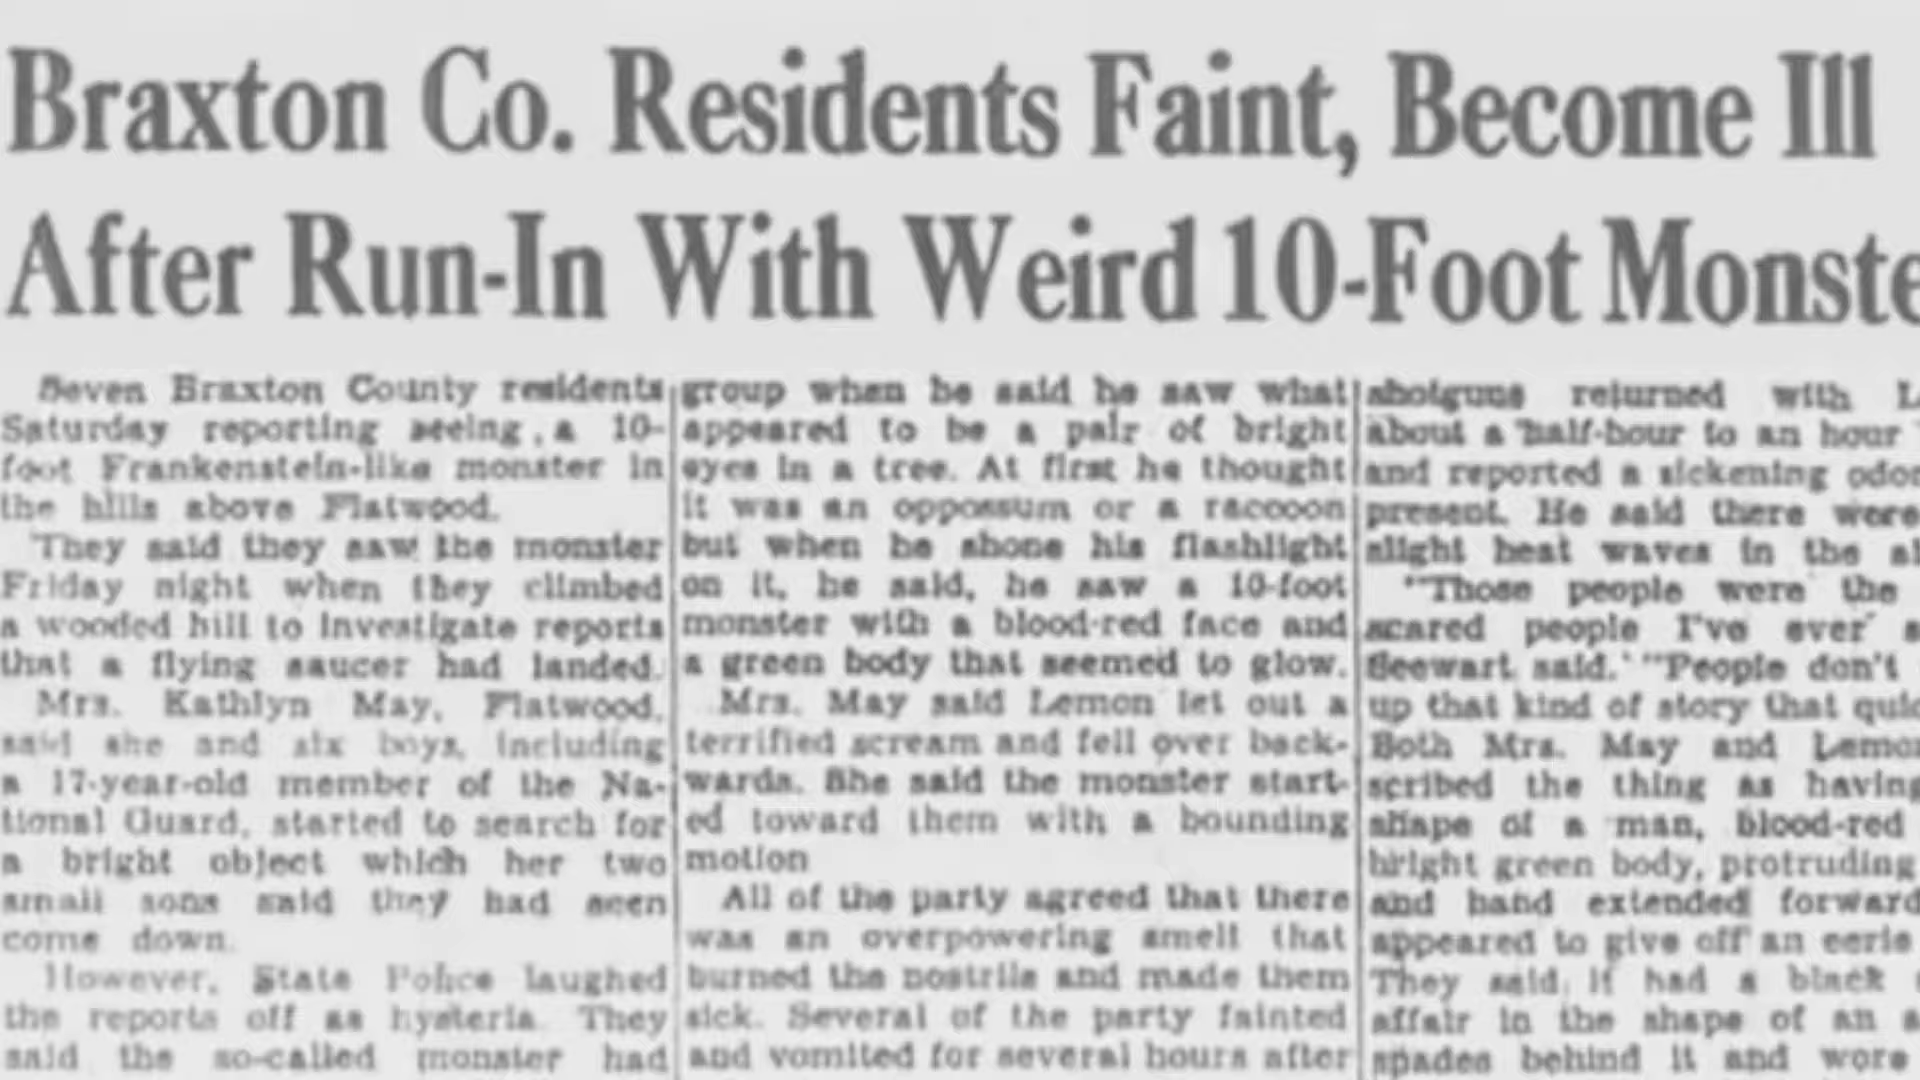 Braxton Co. Residents Faint, Become Ill
After Run-In With Weird 10-Foot Monste
Seven Braxton County residents
Saturday reporting seeing a 10-
foot Frankenstein-like monster in
the hills above Flatwood.
They said they saw the monster
Friday night when they climbed
a wooded hill to investigate reports
that a flying saucer had landed.
Mrs. Kathlyn May, Flatwood,
said she and six boys, including
a 17-year-old member of the Na-
tional Guard, started to search for
a bright object which her two
small sons said they had seen
come down.
However, State Police laughed
the reports off as hysteria. They
said the so-called monster had
group when he said he saw what
appeared to be a pair of bright
eyes in a tree. At first he thought
it was an oppossum or a raccoon
but when he shone his flashlight
on it, he said, he saw a 10-foot
monster with a blood-red face and
a green body that seemed to glow.
Mrs. May said Lemon let out a
terrified scream and fell over back-
wards. She said the monster start-
ed toward them with a bounding
motion
All of the party agreed that there
was an overpowering smell that
burned the nostrils and made them
sick. Several of the party fainted
and vomited for several hours after
shotguns returned with L
about a half-hour to an hour
and reported a sickening odor
present. He said there were
slight heat waves in the ai
"Those people were the
scared people I've ever s
Seewart said. "People don't
up that kind of story that quic
Both Mrs. May and Lemon
scribed the thing as having
shape of a man, blood-red
bright green body, protruding
and hand extended forward
appeared to give off an eerie
They said it had a black
affair in the shape of an a
spades behind it and wore